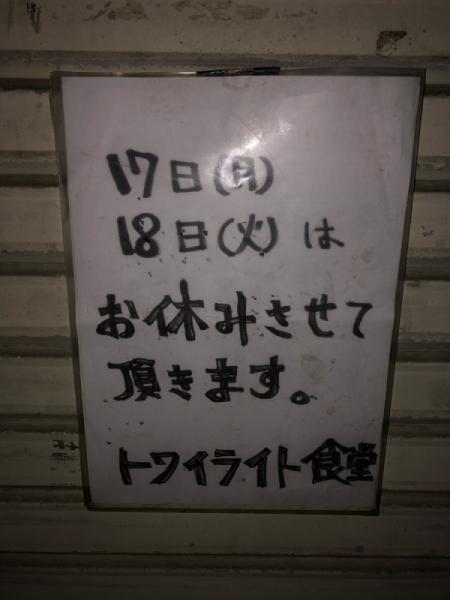 17日(月)
18日(火)は
お休みさせて
頂きます。
トワイライト食堂